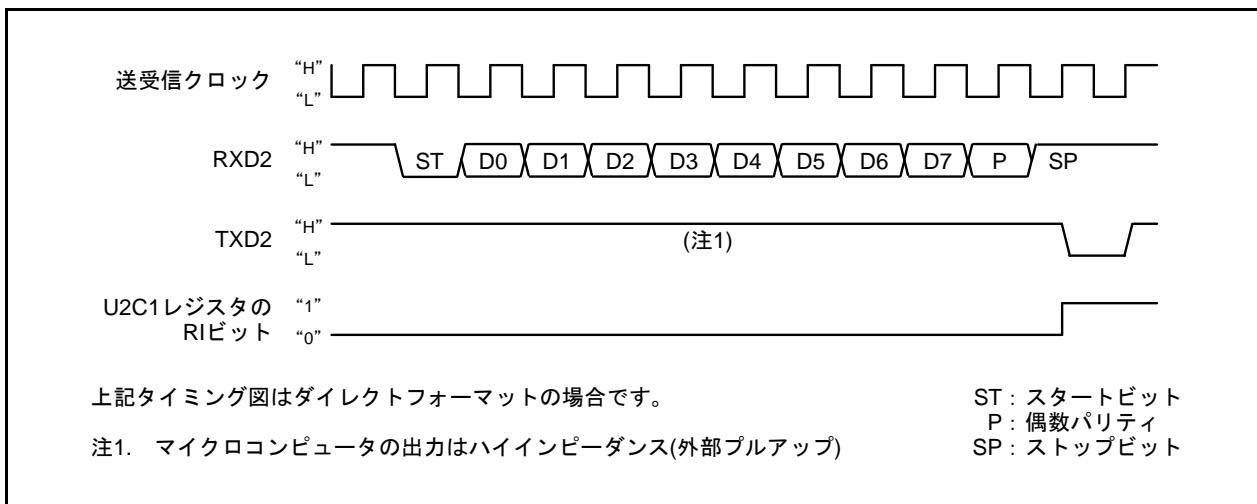 送受信クロック “H”
“L”
RXD2 “H” ST D0 D1 D2 D3 D4 D5 D6 D7 P SP
“L”
TXD2 “H” (注1)
“L”
U2C1レジスタの “1”
RIビット “0”
上記タイミング図はダイレクトフォーマットの場合です。 ST : スタートビット
P : 偶数パリティ
注1. マイクロコンピュータの出力はハイインピーダンス(外部プルアップ) SP : ストップビット